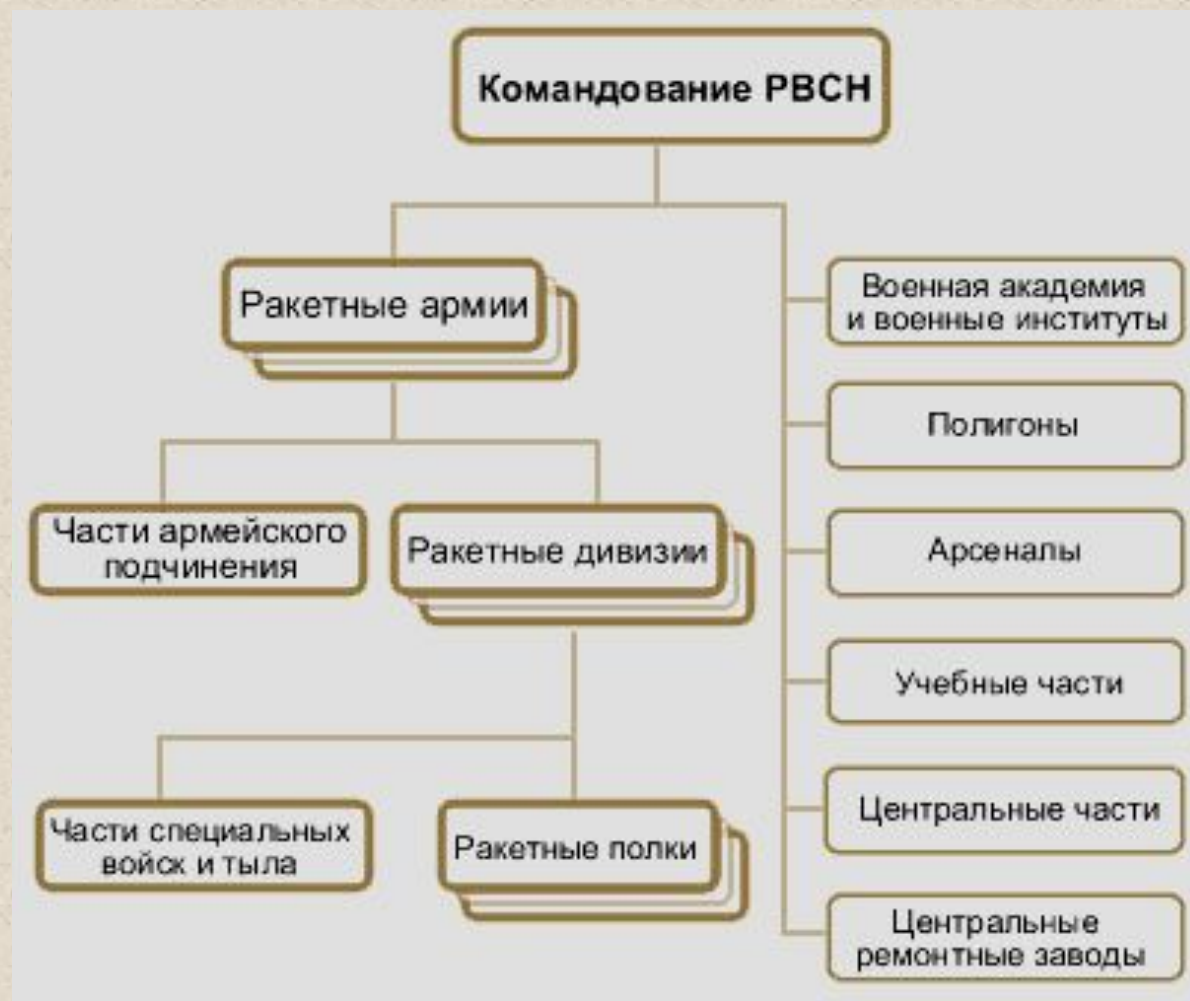 Командование РВСН
Ракетные армии
Военная академия
и военные институты
Полигоны
Части армейского
подчинения
Ракетные дивизии
Арсеналы
Учебные части
Центральные части
Части специальных
войск и тыла
Ракетные полки
Центральные
ремонтные заводы